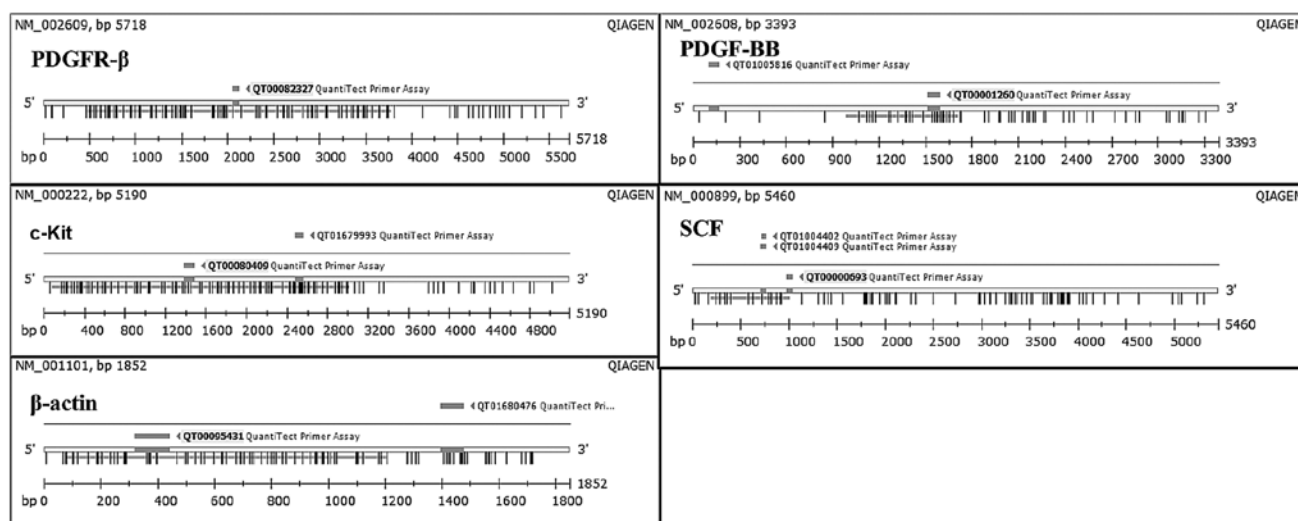 NM_002609, bp 5718 QIAGEN
PDGFR-β
QT00082327 QuantiTect Primer Assay
5' 3'
5718
bp 0 500 1000 1500 2000 2500 3000 3500 4000 4500 5000 5600
NM_002608, bp 3393 QIAGEN
PDGF-BB
QT01005816 QuantiTect Primer Assay
QT00001260 QuantiTect Primer Assay
5' 3'
3393
bp 0 300 600 900 1200 1500 1800 2100 2400 2700 3000 3300
NM_000222, bp 5190 QIAGEN
c-Kit
QT01679993 QuantiTect Primer Assay
QT00080409 QuantiTect Primer Assay
5' 3'
5190
bp 0 400 800 1200 1600 2000 2400 2800 3200 3600 4000 4400 4800
NM_000899, bp 5460 QIAGEN
SCF
QT01004402 QuantiTect Primer Assay
QT01004409 QuantiTect Primer Assay
QT00000693 QuantiTect Primer Assay
5' 3'
5460
bp 0 500 1000 1500 2000 2500 3000 3500 4000 4500 5000
NM_001101, bp 1852 QIAGEN
β-actin
QT01680476 QuantiTect Pri...
QT00095431 QuantiTect Primer Assay
5' 3'
1852
bp 0 200 400 600 800 1000 1200 1400 1600 1800